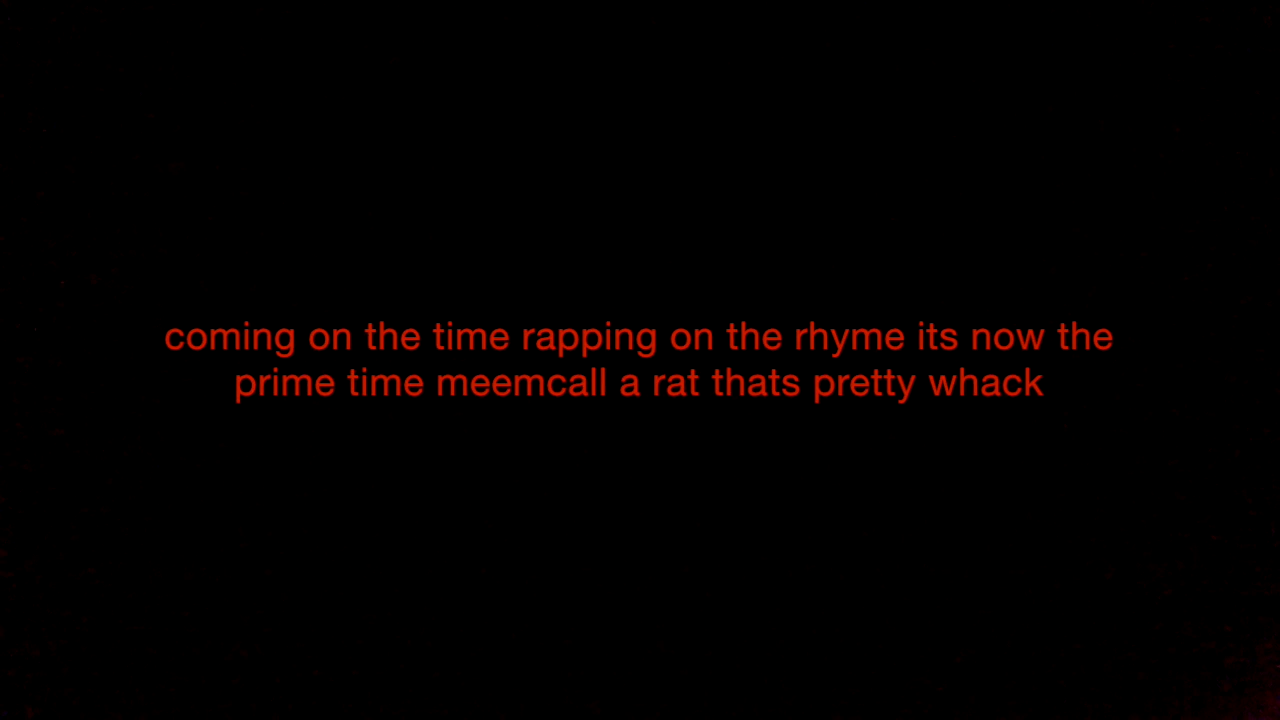 coming on the time rapping on the rhyme its now the
prime time meemcall a rat thats pretty whack